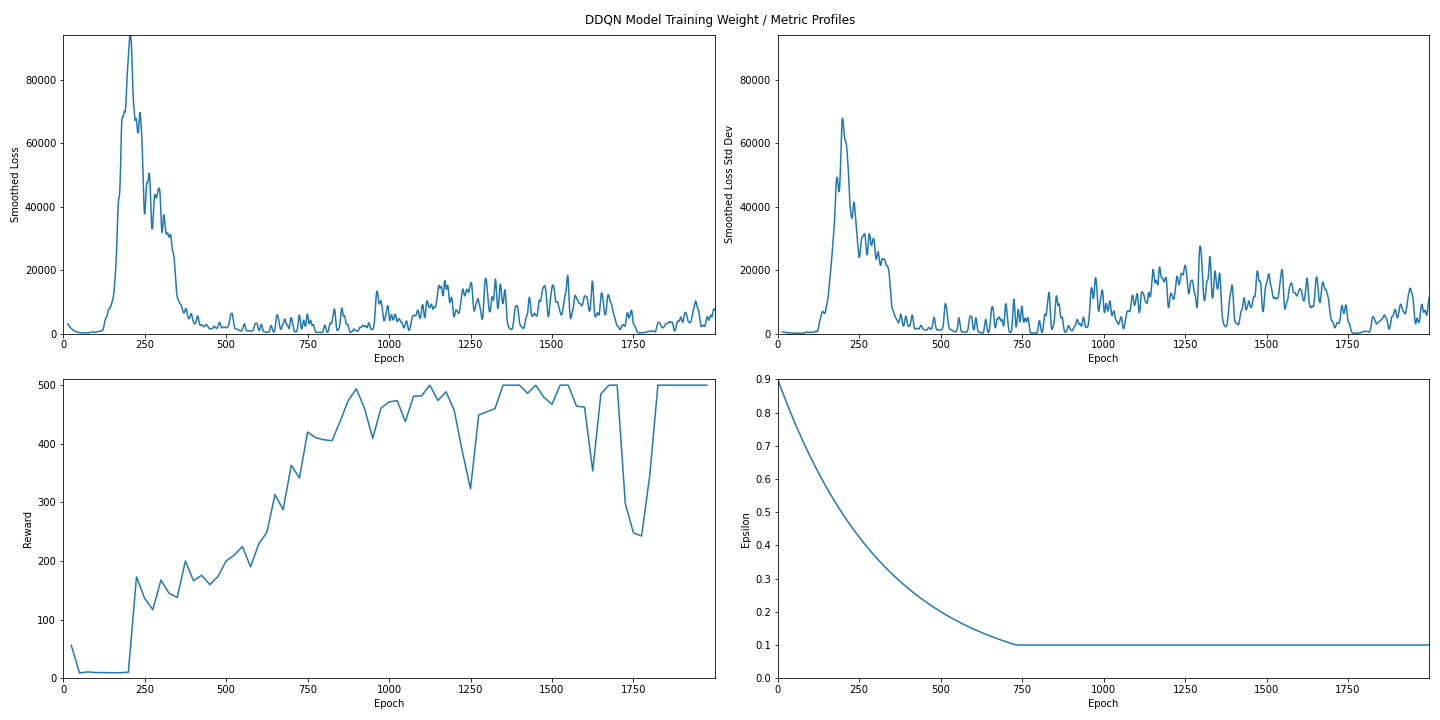 DDQN Model Training Weight / Metric Profiles
Smoothed Loss
80000
60000
40000
20000
0
0 250 500 750 1000 1250 1500 1750
Epoch
Smoothed Loss Std Dev
80000
60000
40000
20000
0
0 250 500 750 1000 1250 1500 1750
Epoch
Reward
500
400
300
200
100
0
0 250 500 750 1000 1250 1500 1750
Epoch
Epsilon
0.9
0.8
0.7
0.6
0.5
0.4
0.3
0.2
0.1
0.0
0 250 500 750 1000 1250 1500 1750
Epoch